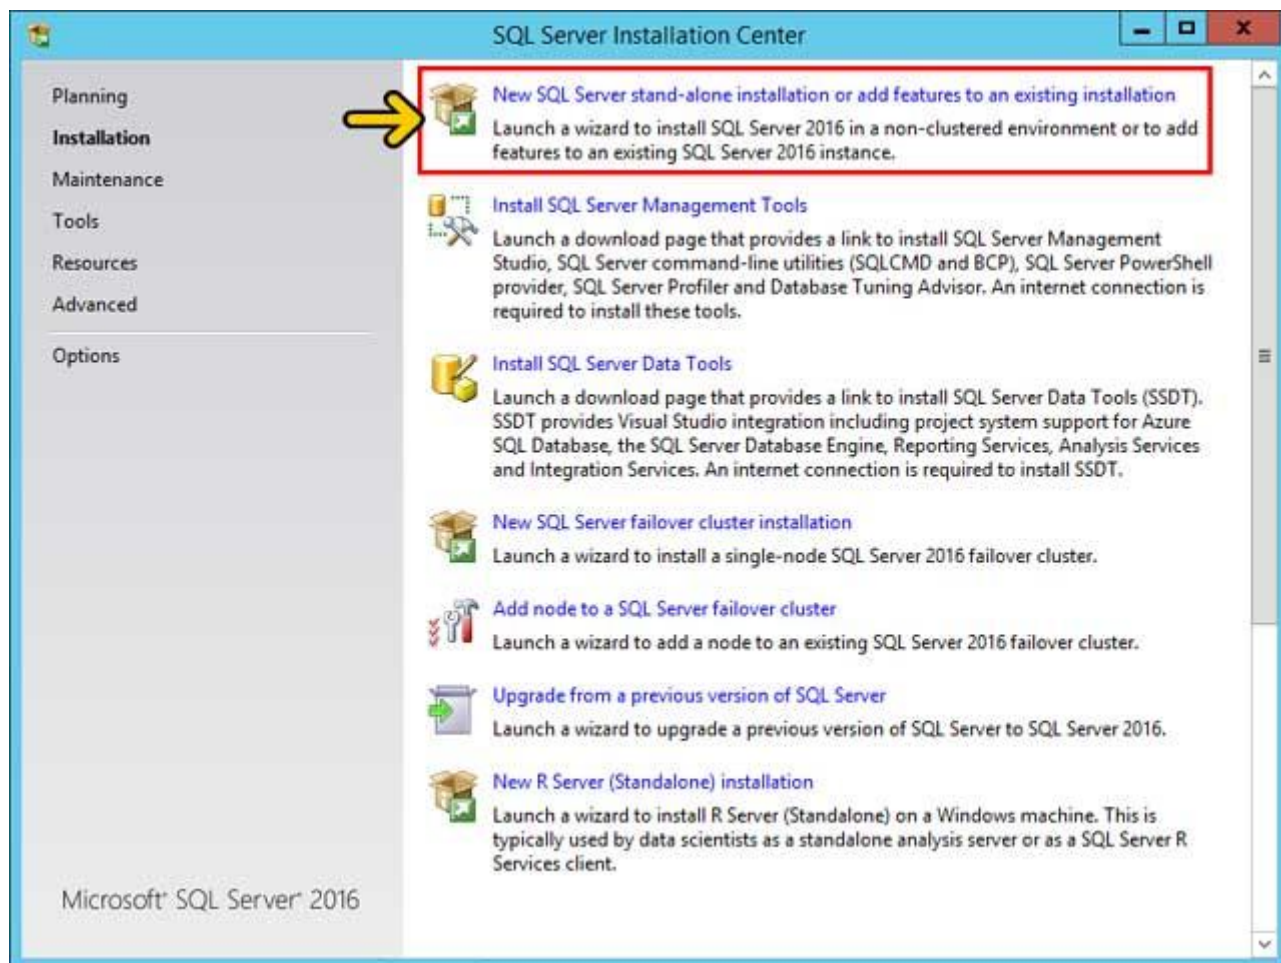 SQL Server Installation Center
Planning
Installation
Maintenance
Tools
Resources
Advanced
Options
Microsoft® SQL Server® 2016
New SQL Server stand-alone installation or add features to an existing installation
Launch a wizard to install SQL Server 2016 in a non-clustered environment or to add
features to an existing SQL Server 2016 instance.
Install SQL Server Management Tools
Launch a download page that provides a link to install SQL Server Management
Studio, SQL Server command-line utilities (SQLCMD and BCP), SQL Server PowerShell
provider, SQL Server Profiler and Database Tuning Advisor. An internet connection is
required to install these tools.
Install SQL Server Data Tools
Launch a download page that provides a link to install SQL Server Data Tools (SSDT).
SSDT provides Visual Studio integration including project system support for Azure
SQL Database, the SQL Server Database Engine, Reporting Services, Analysis Services
and Integration Services. An internet connection is required to install SSDT.
New SQL Server failover cluster installation
Launch a wizard to install a single-node SQL Server 2016 failover cluster.
Add node to a SQL Server failover cluster
Launch a wizard to add a node to an existing SQL Server 2016 failover cluster.
Upgrade from a previous version of SQL Server
Launch a wizard to upgrade a previous version of SQL Server to SQL Server 2016.
New R Server (Standalone) installation
Launch a wizard to install R Server (Standalone) on a Windows machine. This is
typically used by data scientists as a standalone analysis server or as a SQL Server R
Services client.